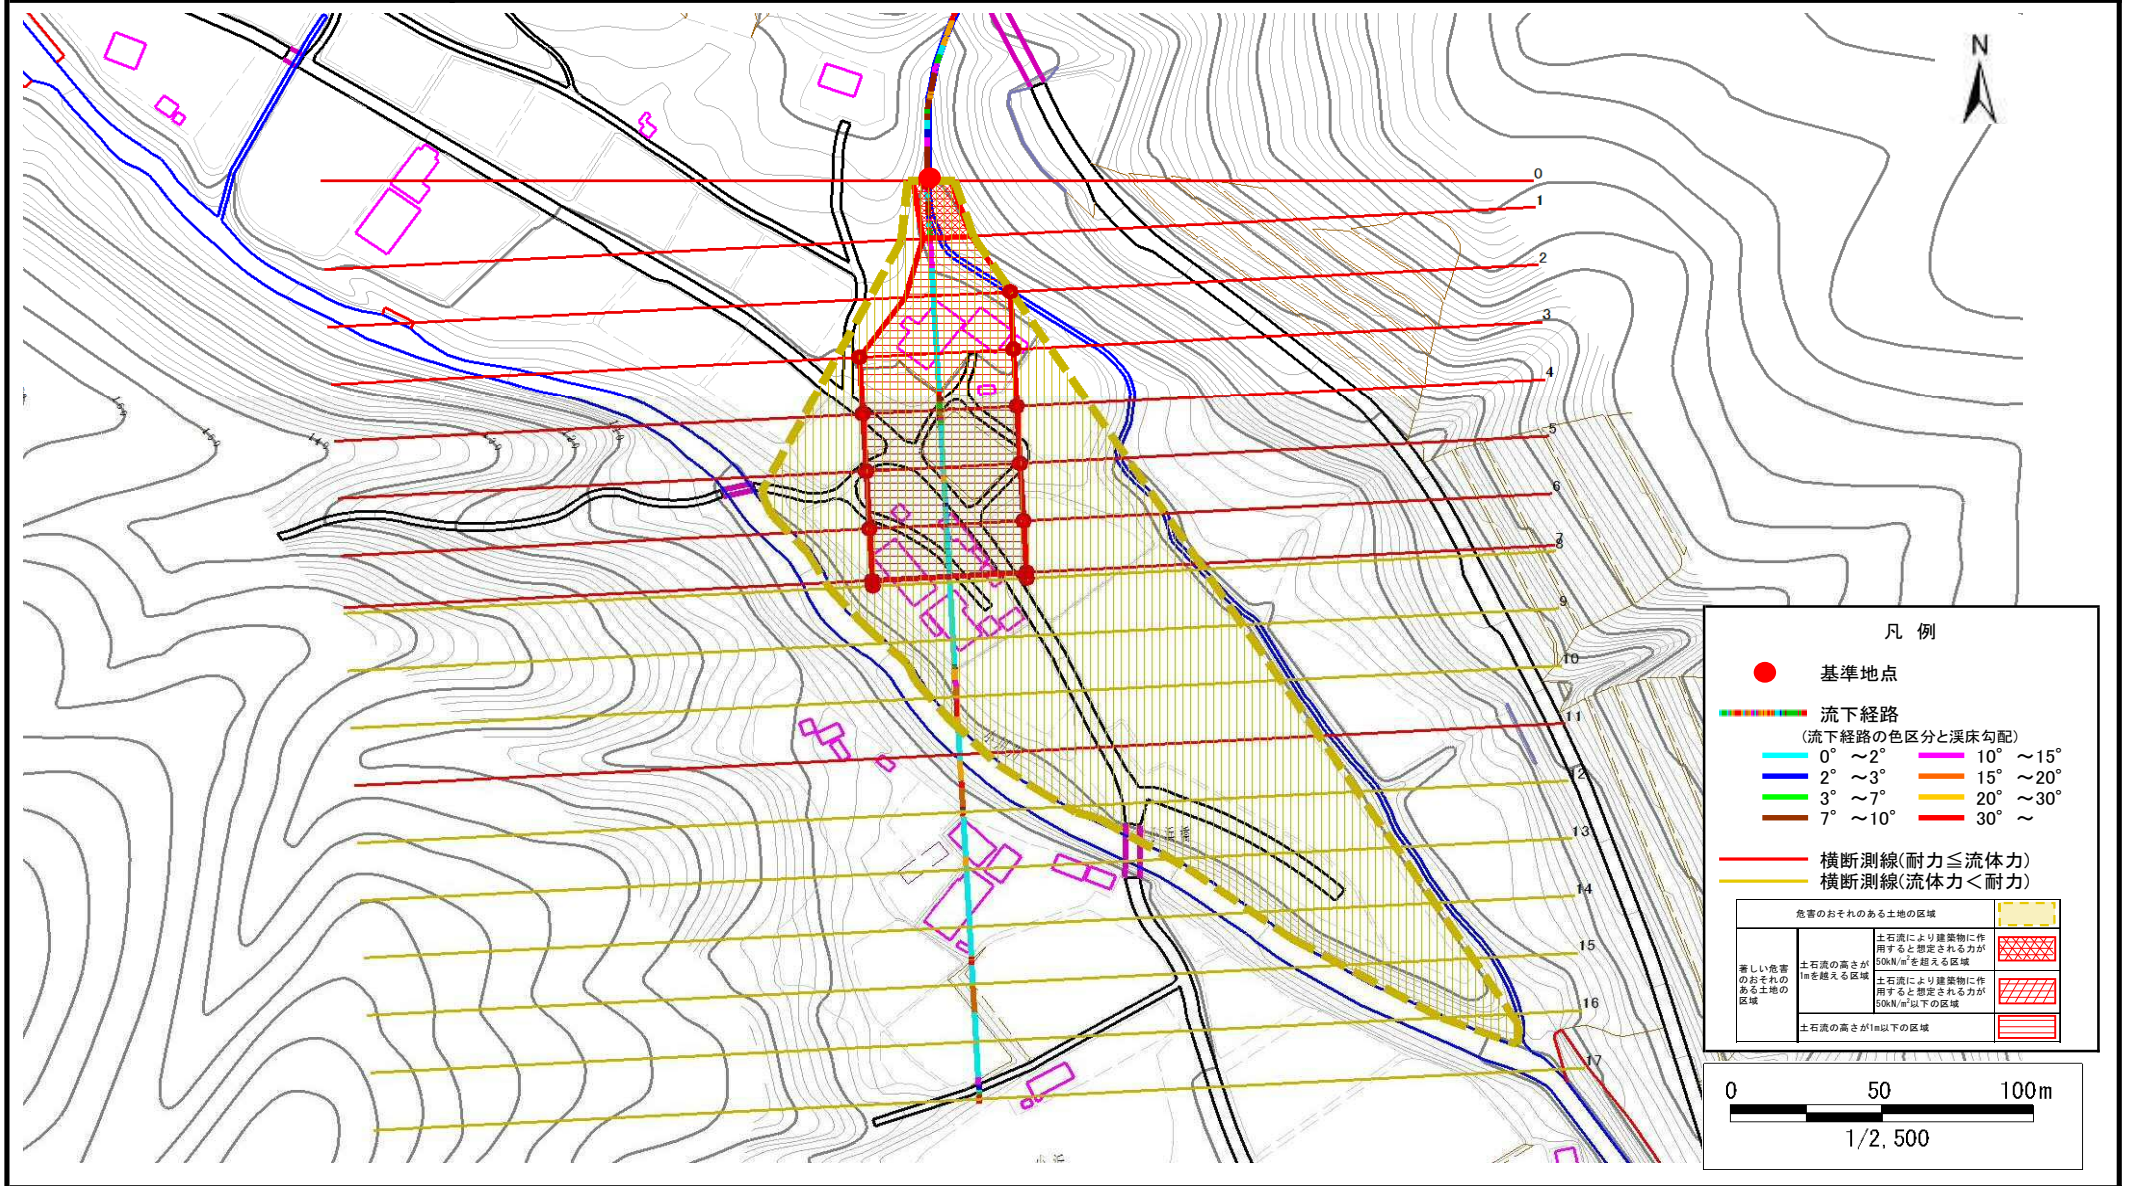 N
0
1
2
3
4
5
6
7
8
9
10
11
12
13
14
15
16
17
140
凡 例
基準地点
流下経路
(流下経路の色区分と渓床勾配)
0° ～2° 10° ～15°
2° ～3° 15° ～20°
3° ～7° 20° ～30°
7° ～10° 30° ～
横断測線(耐力≦流体力)
横断測線(流体力＜耐力)
危害のおそれのある土地の区域
著しい危害
のおそれの
ある土地の
区域
土石流の高さが
1mを越える区域
土石流により建築物に作
用すると想定される力が
50kN/m²を超える区域
土石流により建築物に作
用すると想定される力が
50kN/m²以下の区域
土石流の高さが1m以下の区域
0 50 100m
1/2,500